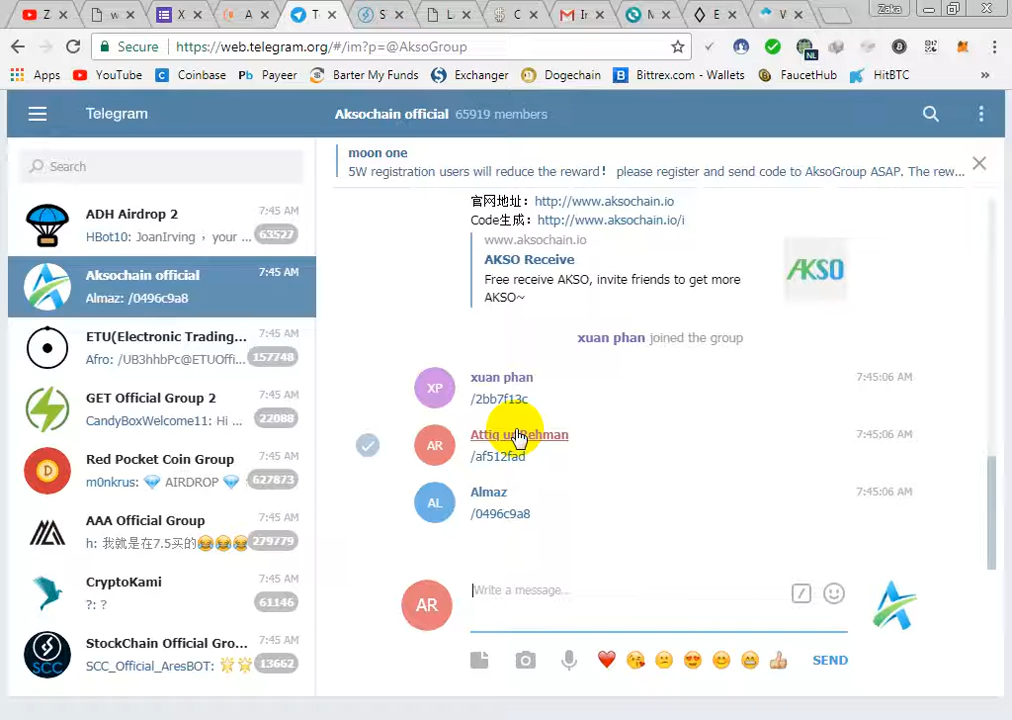 Z
w
X
A
T
S
L
C
Ir
N
E
V
Zaka
Secure
https://web.telegram.org/#/im?p=@AksoGroup
NL
Apps
YouTube
Coinbase
Pb Payeer
Barter My Funds
Exchanger
Dogechain
Bittrex.com - Wallets
FaucetHub
HitBTC
»
Telegram
Aksochain official 65919 members
Search
moon one
5W registration users will reduce the reward！ please register and send code to AksoGroup ASAP. The rew...
ADH Airdrop 2
7:45 AM
HBot10: JoanIrving，your ...
63527
Aksochain official
7:45 AM
Almaz: /0496c9a8
ETU(Electronic Trading...
7:45 AM
Afro: /UB3hhbPc@ETUOffi...
157748
GET Official Group 2
7:45 AM
CandyBoxWelcome11: Hi ...
22088
Red Pocket Coin Group
7:45 AM
m0nkrus: 💎 AIRDROP 💎 ...
627873
AAA Official Group
7:45 AM
h: 我就是在7.5买的😂😂😂
279779
CryptoKami
7:45 AM
?: ?
61146
SCC
StockChain Official Gro...
7:45 AM
SCC_Official_AresBOT: 🌟🌟
13662
官网地址：http://www.aksochain.io
Code生成：http://www.aksochain.io/i
www.aksochain.io
AKSO Receive
Free receive AKSO, invite friends to get more
AKSO~
AKSO
xuan phan joined the group
XP
xuan phan
7:45:06 AM
/2bb7f13c
AR
Attiq ur Rehman
7:45:06 AM
/af512fad
AL
Almaz
7:45:06 AM
/0496c9a8
AR
Write a message...
SEND